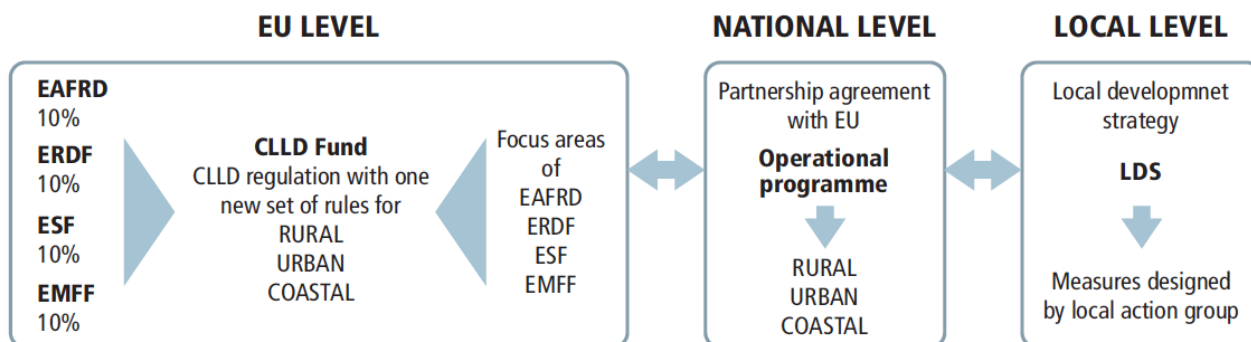 EU LEVEL
EAFRD
10%
ERDF
10%
ESF
10%
EMFF
10%
CLLD Fund
CLLD regulation with one
new set of rules for
RURAL
URBAN
COASTAL
Focus areas
of
EAFRD
ERDF
ESF
EMFF
NATIONAL LEVEL
Partnership agreement
with EU
Operational
programme
RURAL
URBAN
COASTAL
LOCAL LEVEL
Local developmnet
strategy
LDS
Measures designed
by local action group